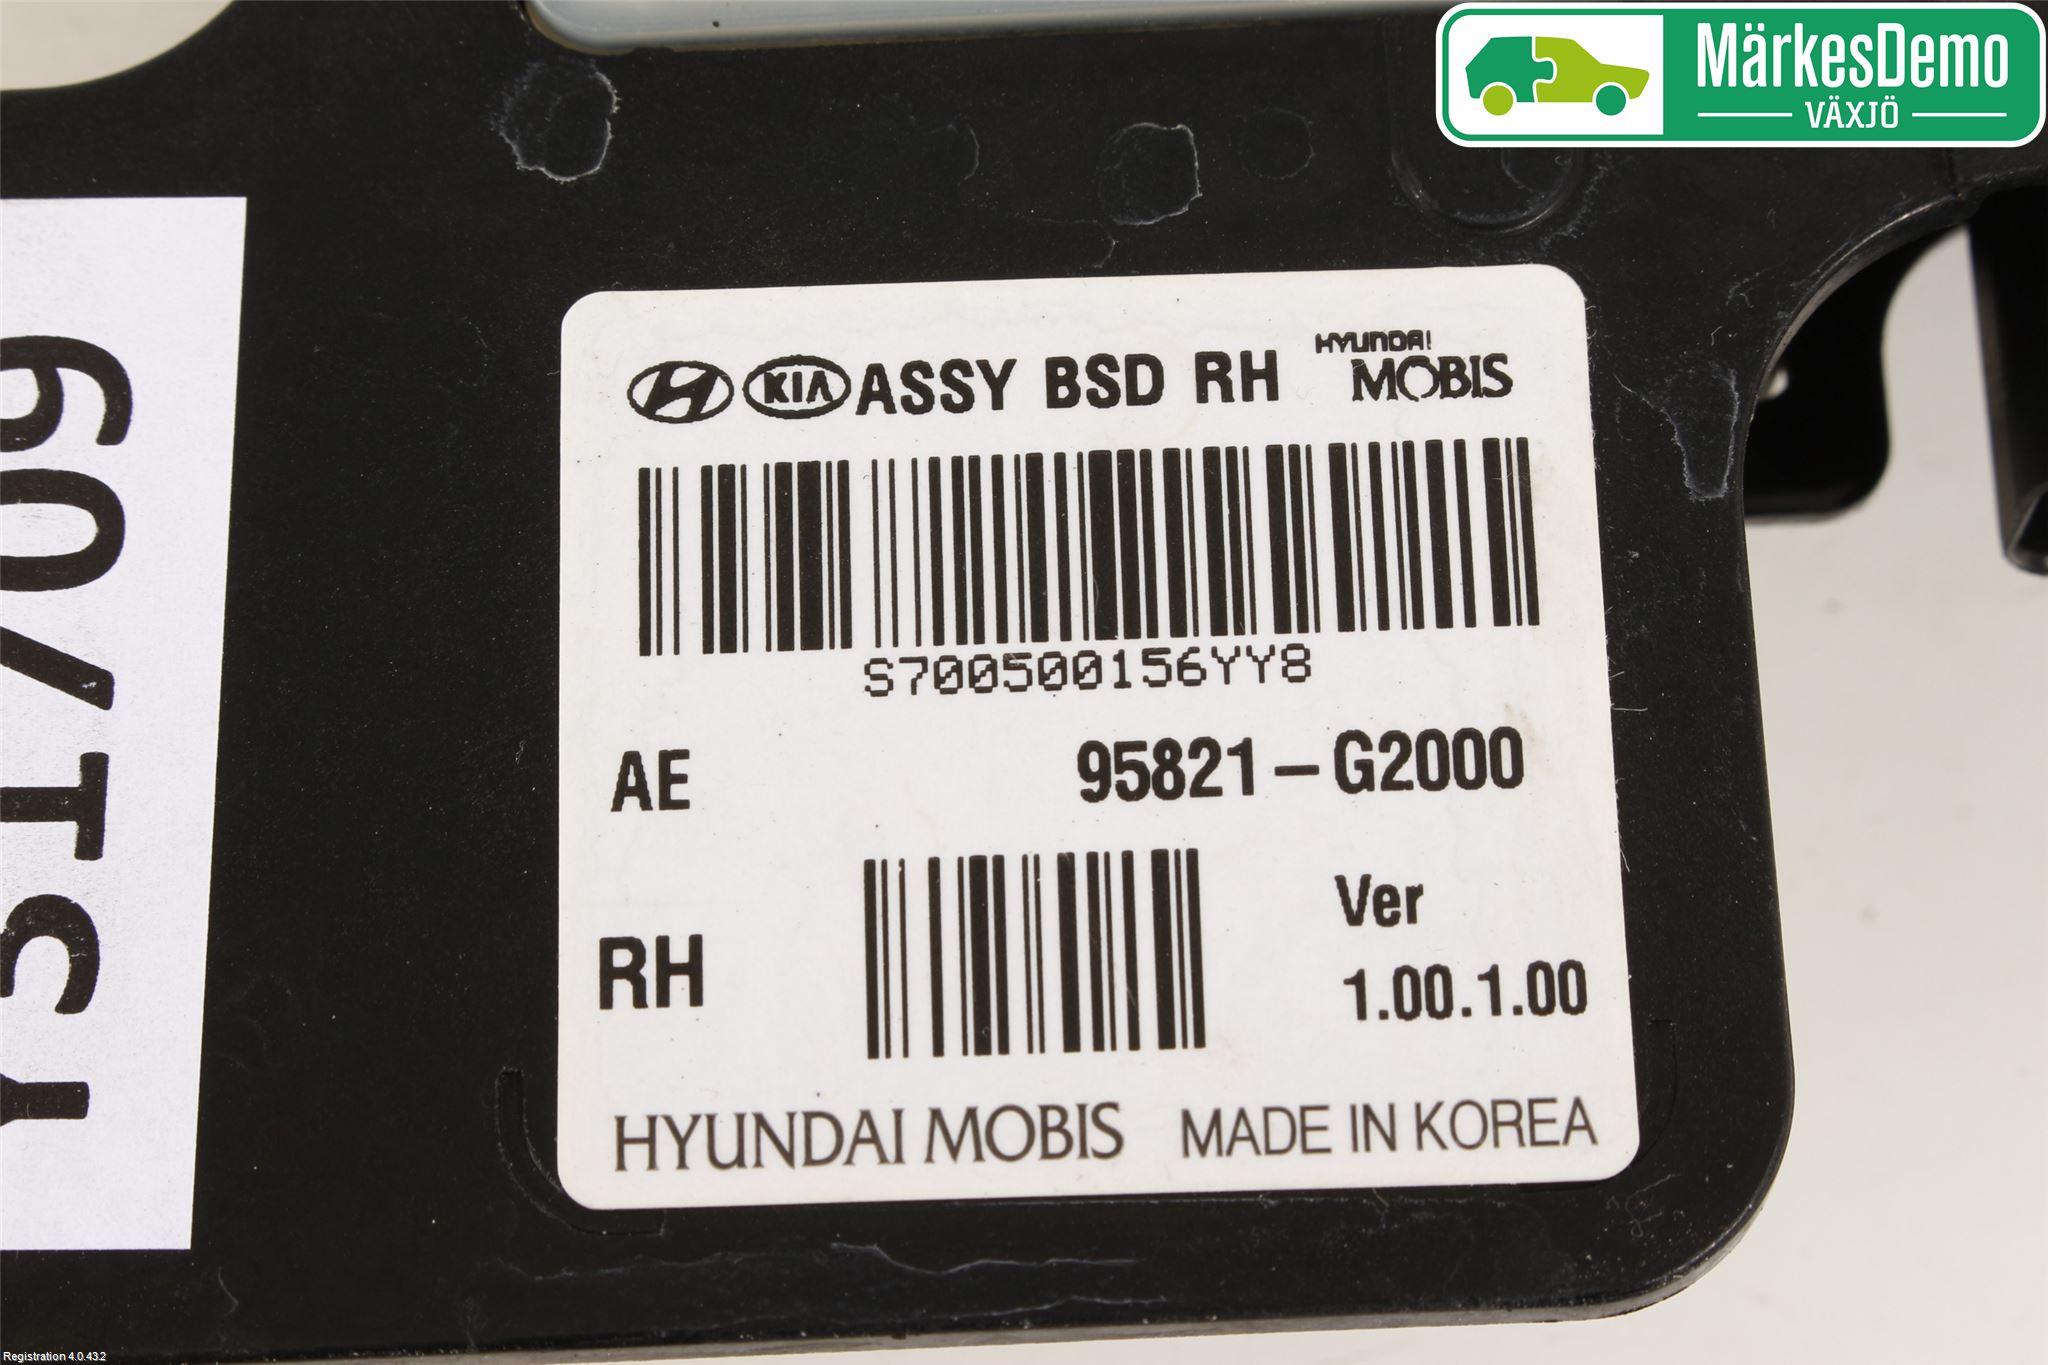 MärkesDemo
VÄXJÖ
KIA ASSY BSD RH HYUNDAI MOBIS
S700500156YY8
AE 95821-G2000
RH Ver
1.00.1.00
HYUNDAI MOBIS MADE IN KOREA
Registration 4.0.43.2